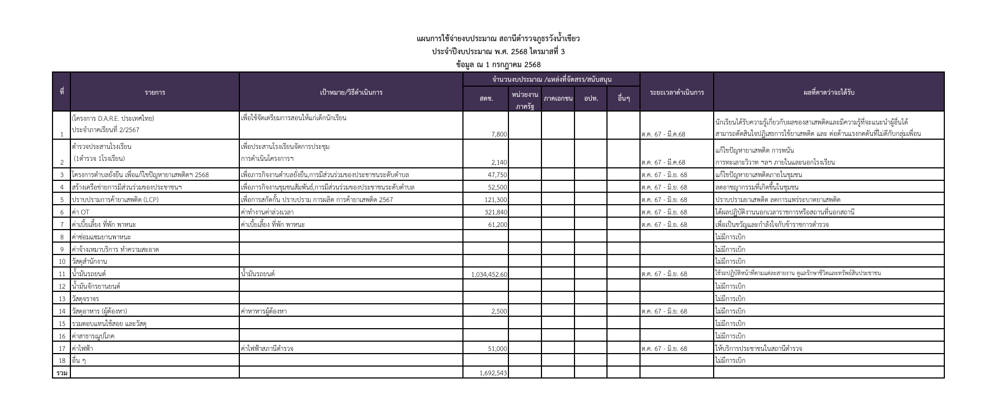 แผนการใช้จ่ายงบประมาณ สถานีตำรวจภูธรวังน้ำเขียว
ประจำปีงบประมาณ พ.ศ. 2568 ไตรมาสที่ 3
ข้อมูล ณ 1 กรกฎาคม 2568
ที่ รายการ เป้าหมาย/วิธีดำเนินการ จำนวนงบประมาณ /แหล่งที่จัดสรร/สนับสนุน ระยะเวลาดำเนินการ ผลที่คาดว่าจะได้รับ
สตช. หน่วยงาน ภาคเอกชน อปท. อื่นๆ
ภาครัฐ
(โครงการ D.A.R.E. ประเทศไทย) เพื่อใช้จัดเตรียมการสอนให้แก่เด็กนักเรียน นักเรียนได้รับความรู้เกี่ยวกับผลของสาเสพติดและมีความรู้ที่จะแนะนำผู้อื่นได้
1 ประจำภาคเรียนที่ 2/2567 7,800 ต.ค. 67 - มี.ค.68 สามารถตัดสินใจปฏิเสธการใช้ยาเสพติด และ ต่อต้านแรงกดดันที่ไม่ดีกับกลุ่มเพื่อน
ตำรวจประสานโรงเรียน เพื่อประสานโรงเรียนจัดการประชุม แก้ไขปัญหายาเสพติด การพนัน
2 (1ตำรวจ 1โรงเรียน) การดำเนินโครงการฯ 2,140 ต.ค. 67 - มี.ค.68 การทะเลาะวิวาท ฯลฯ ภายในและนอกโรงเรียน
3 โครงการตำบลยั่งยืน เพื่อแก้ไขปัญหายาเสพติดฯ 2568 เพื่อภารกิจงานตำบลยั่งยืน,การมีส่วนร่วมของประชาชนระดับตำบล 47,750 ต.ค. 67 - มิ.ย. 68 แก้ไขปัญหายาเสพติดภายในชุมชน
4 สร้างเครือข่ายการมีส่วนร่วมของประชาชนฯ เพื่อภารกิจงานชุมชนสัมพันธ์,การมีส่วนร่วมของประชาชนระดับตำบล 52,500 ต.ค. 67 - มิ.ย. 68 ลดอาชญากรรมที่เกิดขึ้นในชุมชน
5 ปราบปรามการค้ายาเสพติด (LCP) เพื่อการสกัดกั้น ปราบปราม การผลิต การค้ายาเสพติด 2567 121,300 ต.ค. 67 - มิ.ย. 68 ปราบปรามยาเสพติด ลดการแพร่ระบาดยาเสพติด
6 ค่า OT ค่าทำงานค่าล่วงเวลา 321,840 ต.ค. 67 - มิ.ย. 68 ได้ผลปฏิบัติงานนอกเวลาราชการหรือสถานที่นอกสถานี
7 ค่าเบี้ยเลี้ยง ที่พัก พาหนะ ค่าเบี้ยเลี้ยง ที่พัก พาหนะ 61,200 ต.ค. 67 - มิ.ย. 68 เพื่อเป็นขวัญและกำลังใจกับข้าราชการตำรวจ
8 ค่าซ่อมแซมยานพาหนะ ไม่มีการเบิก
9 ค่าจ้างเหมาบริการ ทำความสะอาด ไม่มีการเบิก
10 วัสดุสำนักงาน ไม่มีการเบิก
11 น้ำมันรถยนต์ น้ำมันรถยนต์ 1,034,452.60 ต.ค. 67 - มิ.ย. 68 ใช้รถปฏิบัติหน้าที่ตามแต่ละสายงาน ดูแลรักษาชีวิตและทรัพย์สินประชาชน
12 น้ำมันจักรยานยนต์ ไม่มีการเบิก
13 วัสดุจราจร ไม่มีการเบิก
14 วัสดุอาหาร (ผู้ต้องหา) ค่าหาหารผู้ต้องหา 2,500 ต.ค. 67 - มิ.ย. 68 ไม่มีการเบิก
15 รวมตอบแทนใช้สอย และวัสดุ ไม่มีการเบิก
16 ค่าสาธารณูปโภค ไม่มีการเบิก
17 ค่าไฟฟ้า ค่าไฟฟ้าสภานีตำรวจ 51,000 ต.ค. 67 - มิ.ย. 68 ให้บริการประชาชนในสถานีตำรวจ
18 อื่น ๆ ไม่มีการเบิก
รวม 1,692,543